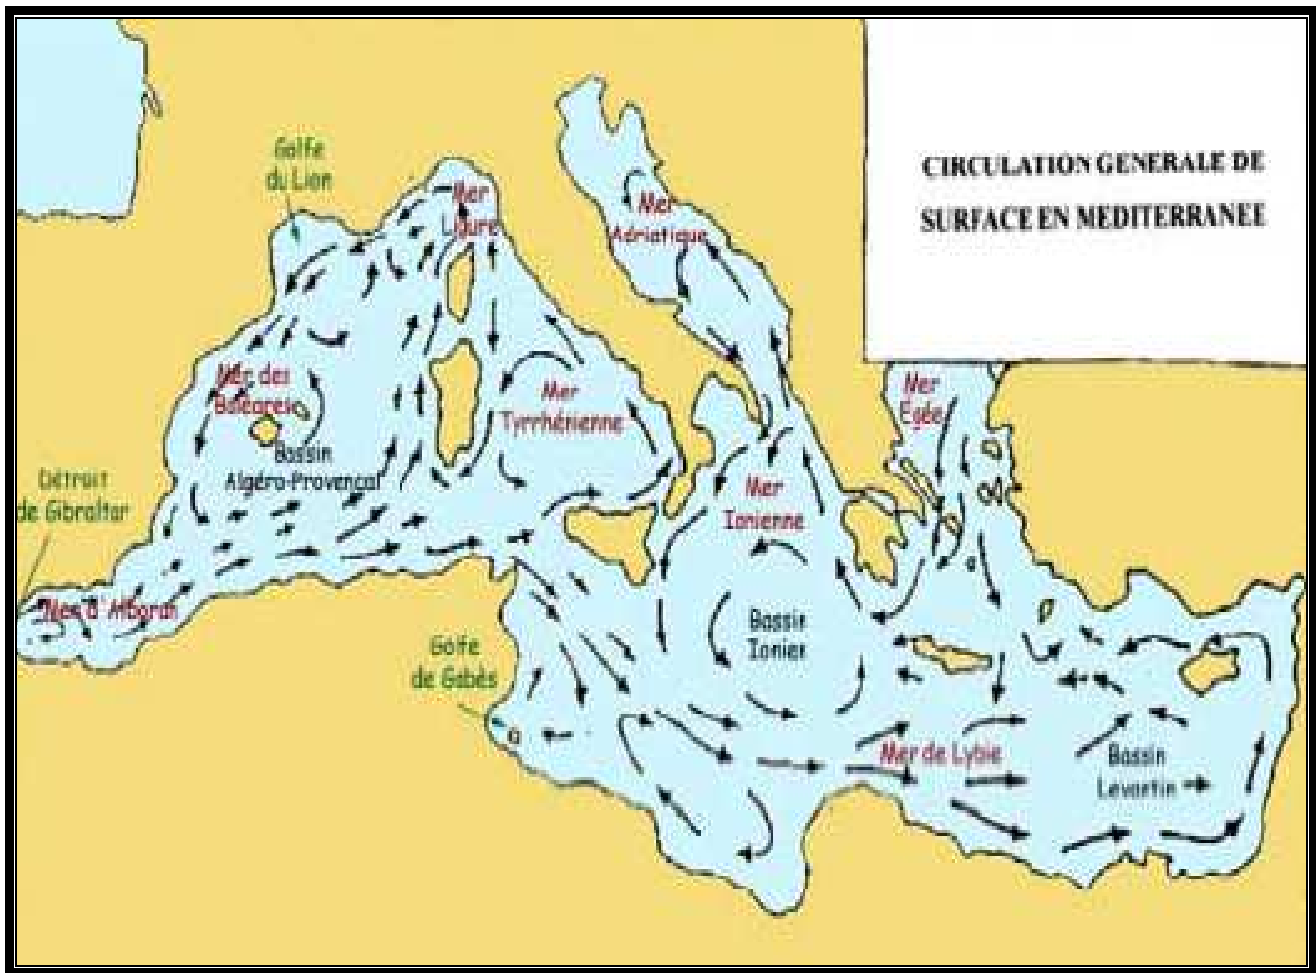 CIRCULATION GENERALE DE
SURFACE EN MEDITERRANEE
Golfe
du Lion
Mer
Ligure
Mer
Adriatique
Mer des
Baléares
Mer
Tyrrhénienne
Mer
Egée
Bassin
Algéro-Provençal
Détroit
de Gibraltar
Mer
Ionienne
Mer d'Alboran
Bassin
Ionien
Golfe
de Gabès
Mer de Lybie
Bassin
Levantin